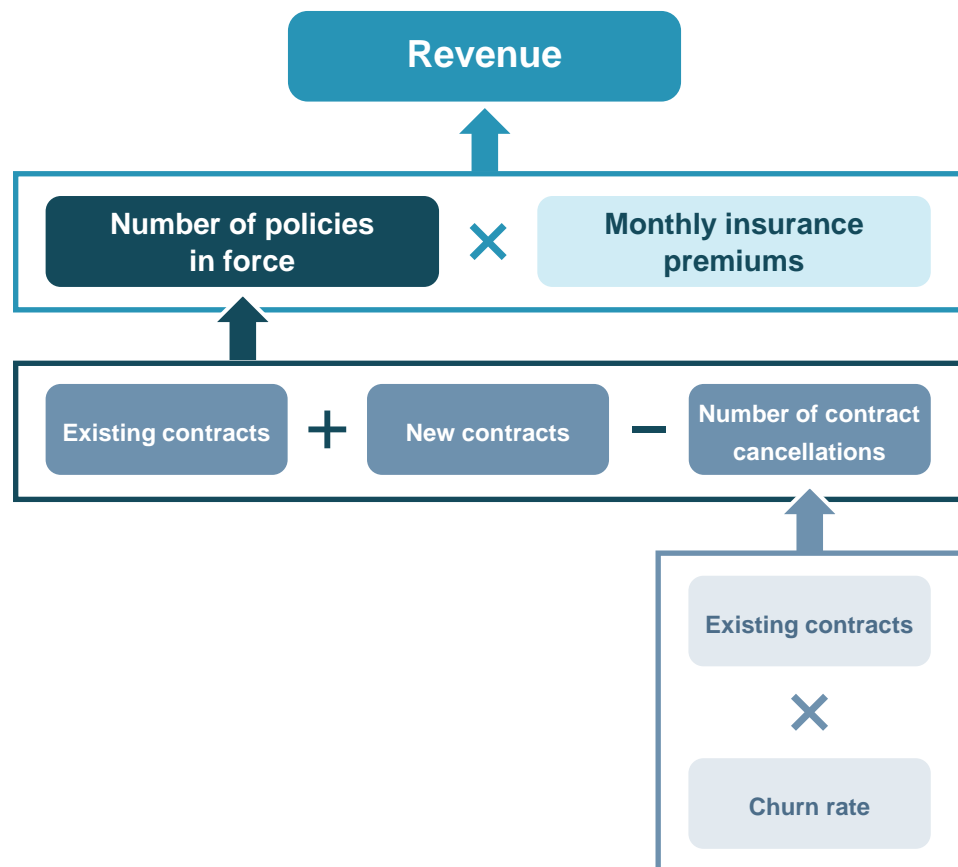 Revenue
Number of policies
in force
×
Monthly insurance
premiums
Existing contracts
+
New contracts
−
Number of contract
cancellations
Existing contracts
×
Churn rate